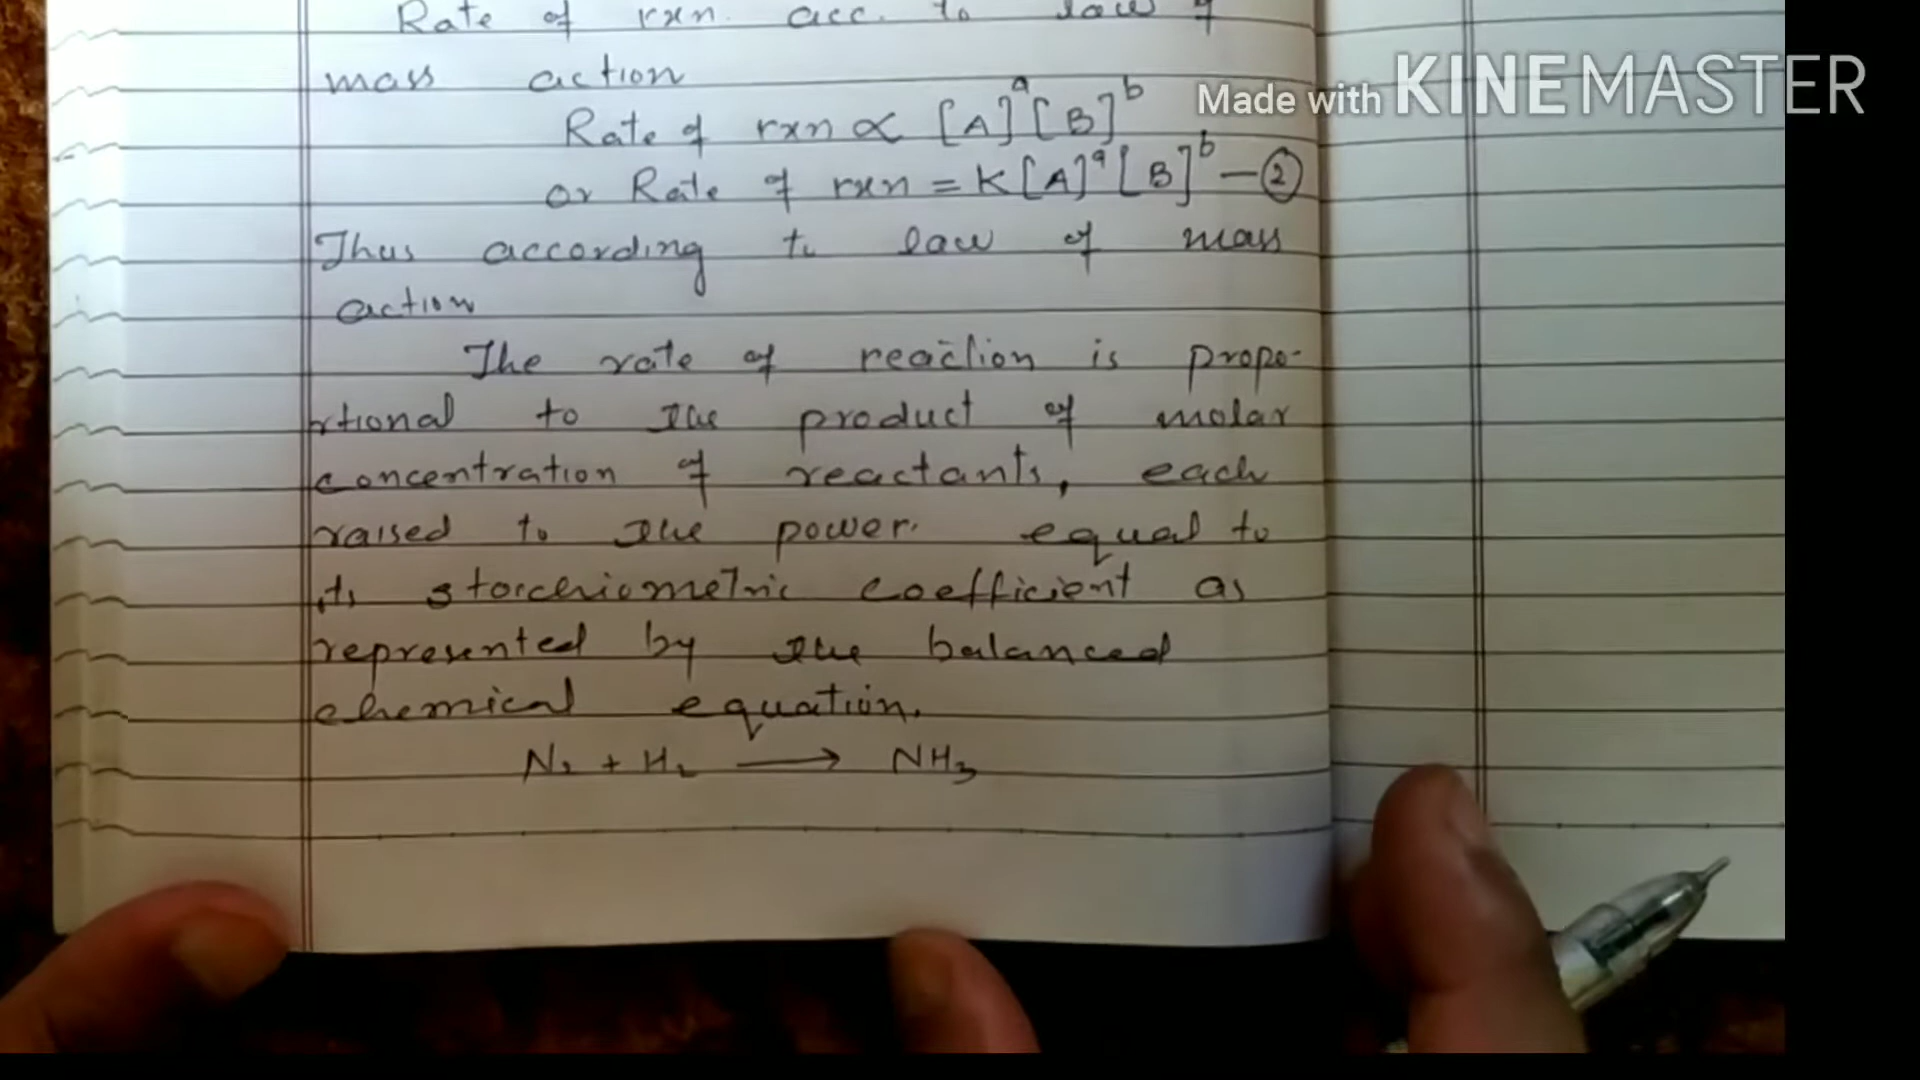 Rate of rxn. acc. to law of
mass action
Made with KINEMASTER
Rate of rxn ∝ [A]^a [B]^b
or Rate of rxn = K[A]^a [B]^b — ②
Thus according to law of mass
action
The rate of reaction is propo-
rtional to the product of molar
concentration of reactants, each
raised to the power. equal to
its stoichiometric coefficient as
represented by the balanced
chemical equation.
N₂ + H₂ ⟶ NH₃